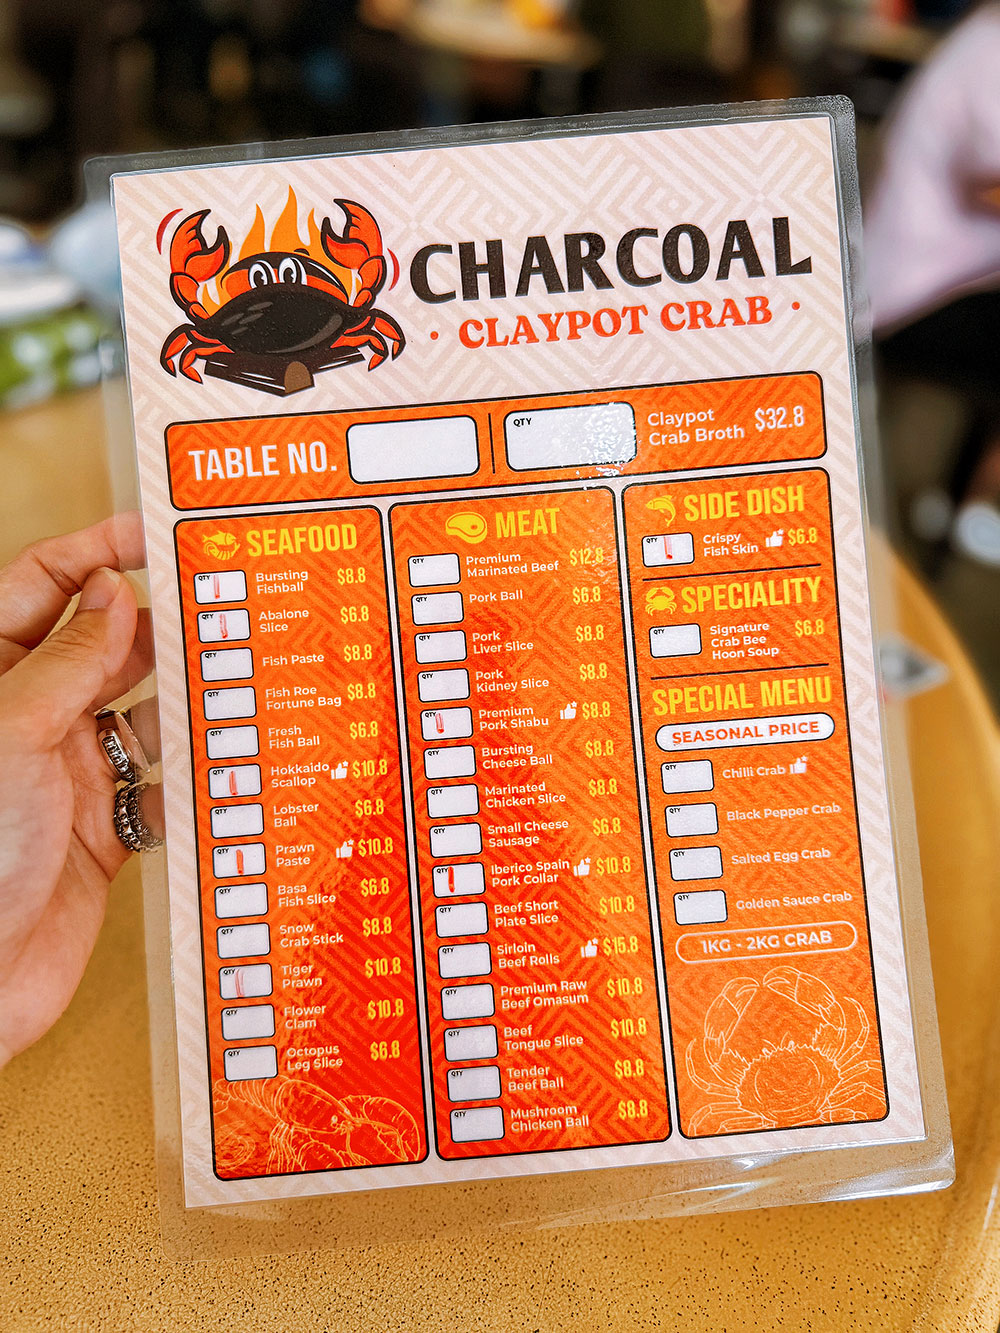 CHARCOAL
· CLAYPOT CRAB ·
TABLE NO.
QTY
Claypot
Crab Broth $32.8
SEAFOOD
QTY Bursting
Fishball $8.8
QTY Abalone
Slice $6.8
QTY Fish Paste $8.8
QTY Fish Roe
Fortune Bag $8.8
QTY Fresh
Fish Ball $6.8
QTY Hokkaido
Scallop $10.8
QTY Lobster
Ball $6.8
QTY Prawn
Paste $10.8
QTY Basa
Fish Slice $6.8
QTY Snow
Crab Stick $8.8
QTY Tiger
Prawn $10.8
QTY Flower
Clam $10.8
QTY Octopus
Leg Slice $6.8
MEAT
QTY Premium
Marinated Beef $12.8
QTY Pork Ball $6.8
QTY Pork
Liver Slice $8.8
QTY Pork
Kidney Slice $8.8
QTY Premium
Pork Shabu $8.8
QTY Bursting
Cheese Ball $8.8
QTY Marinated
Chicken Slice $8.8
QTY Small Cheese
Sausage $6.8
QTY Iberico Spain
Pork Collar $10.8
QTY Beef Short
Plate Slice $10.8
QTY Sirloin
Beef Rolls $15.8
QTY Premium Raw
Beef Omasum $10.8
QTY Beef
Tongue Slice $10.8
QTY Tender
Beef Ball $8.8
QTY Mushroom
Chicken Ball $8.8
SIDE DISH
QTY Crispy
Fish Skin $6.8
SPECIALITY
QTY Signature
Crab Bee
Hoon Soup $6.8
SPECIAL MENU
SEASONAL PRICE
QTY Chilli Crab
QTY Black Pepper Crab
QTY Salted Egg Crab
QTY Golden Sauce Crab
1KG - 2KG CRAB